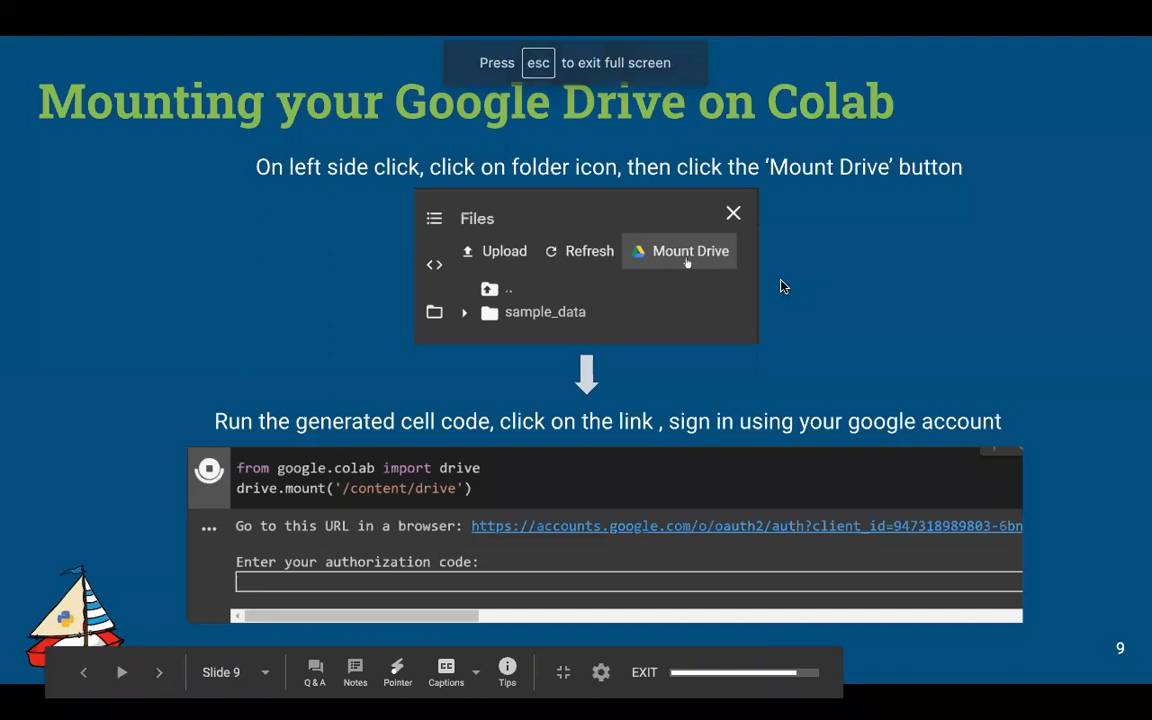 Press esc to exit full screen
Mounting your Google Drive on Colab
On left side click, click on folder icon, then click the ‘Mount Drive’ button
Files
Upload Refresh Mount Drive
..
sample_data
Run the generated cell code, click on the link , sign in using your google account
from google.colab import drive
drive.mount('/content/drive')
Go to this URL in a browser: https://accounts.google.com/o/oauth2/auth?client_id=947318989803-6bn
Enter your authorization code:
9
Slide 9
Q & A Notes Pointer Captions Tips
CC
EXIT